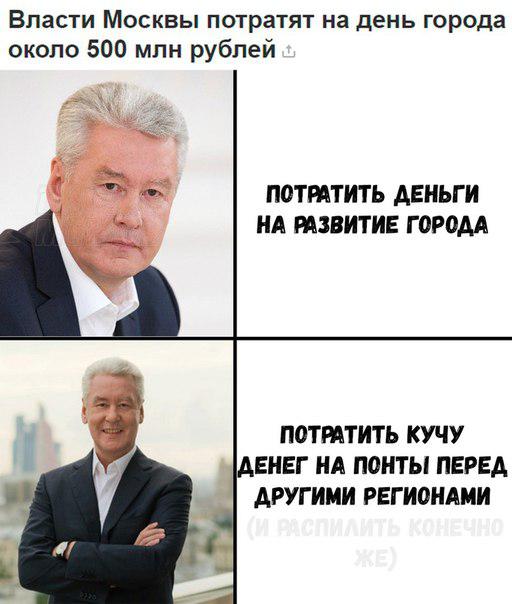 Власти Москвы потратят на день города
около 500 млн рублей
ПОТРАТИТЬ ДЕНЬГИ
НА РАЗВИТИЕ ГОРОДА
ПОТРАТИТЬ КУЧУ
ДЕНЕГ НА ПОНТЫ ПЕРЕД
ДРУГИМИ РЕГИОНАМИ
(И РАСПИЛИТЬ КОНЕЧНО
ЖЕ)